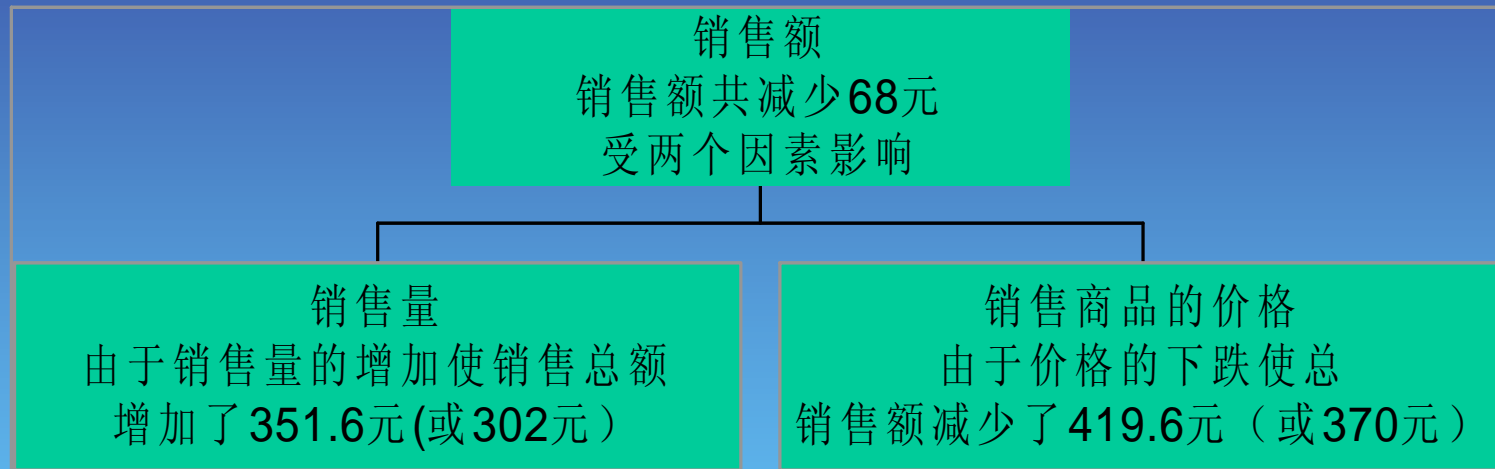 销售额
销售额共减少68元
受两个因素影响
销售量
由于销售量的增加使销售总额
增加了351.6元(或302元）
销售商品的价格
由于价格的下跌使总
销售额减少了419.6元（或370元）